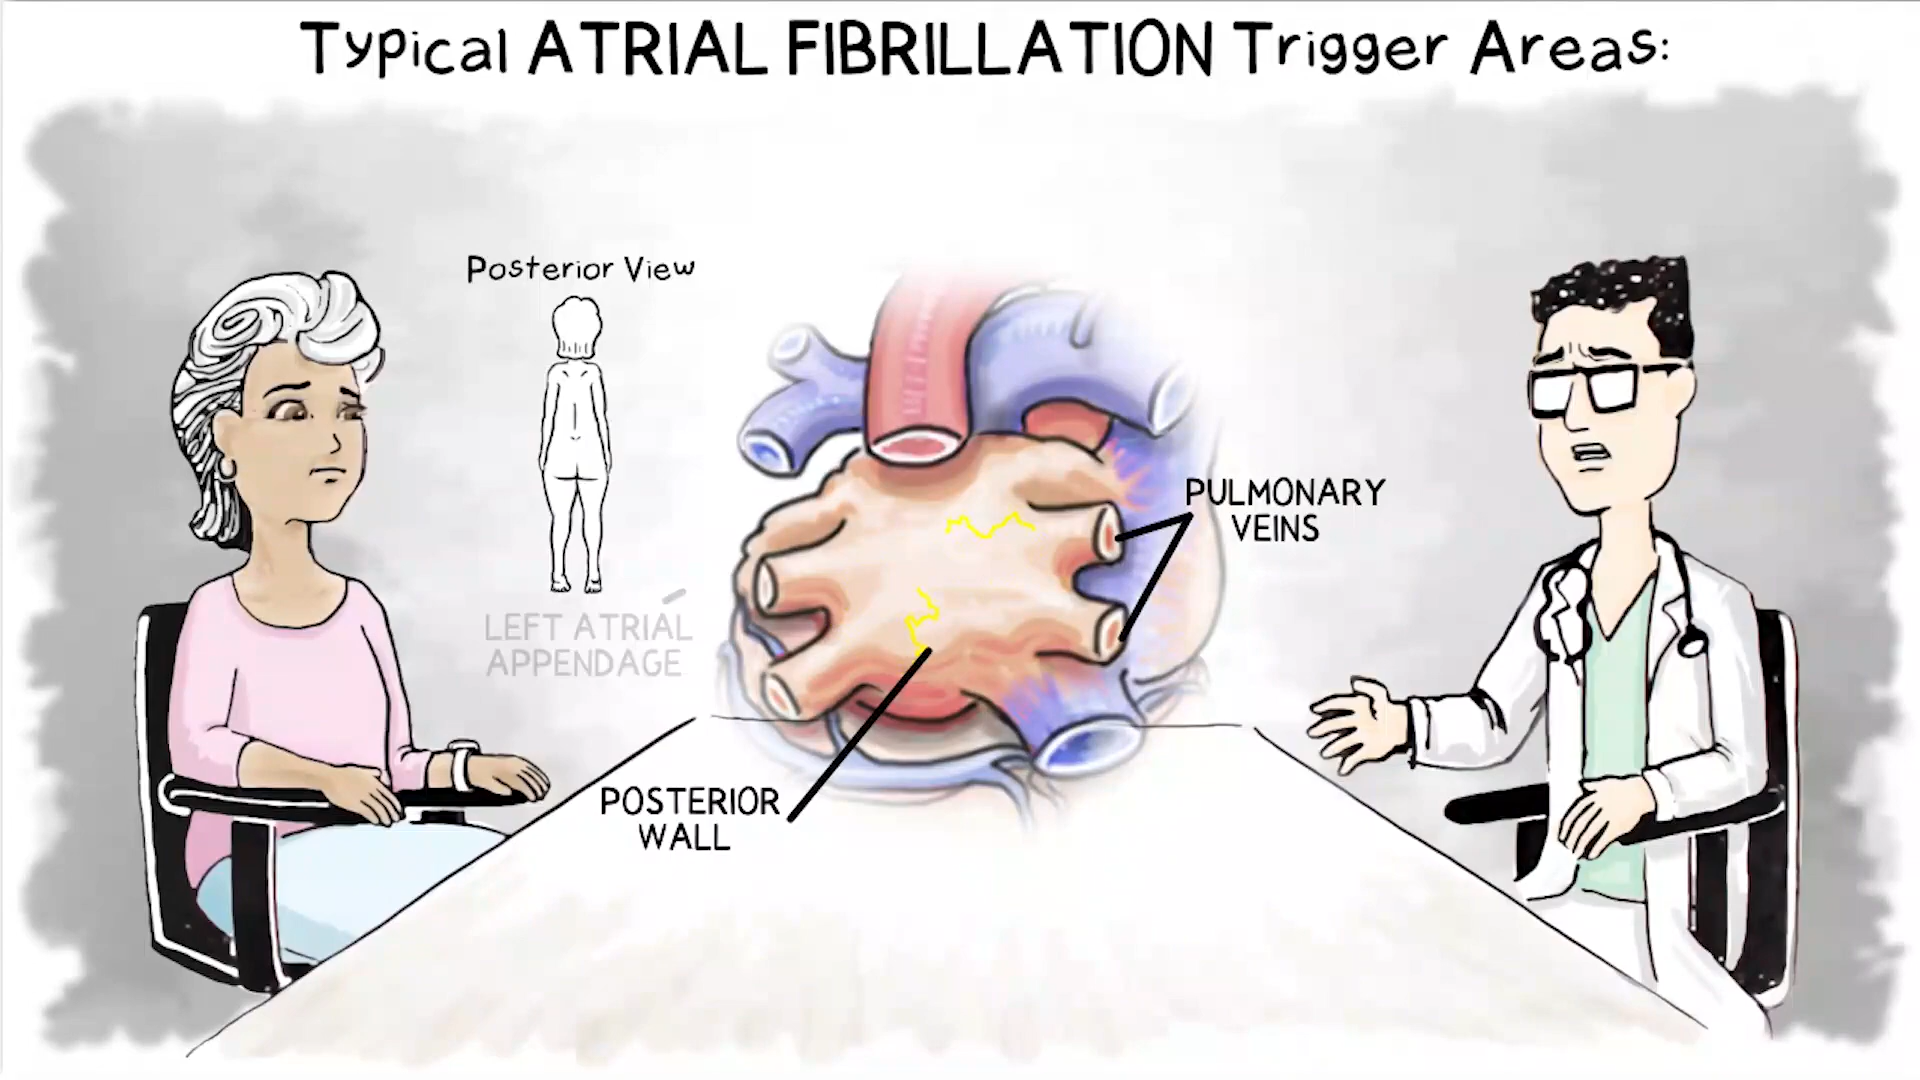 Typical ATRIAL FIBRILLATION Trigger Areas:
Posterior View
PULMONARY
VEINS
LEFT ATRIAL
APPENDAGE
POSTERIOR
WALL